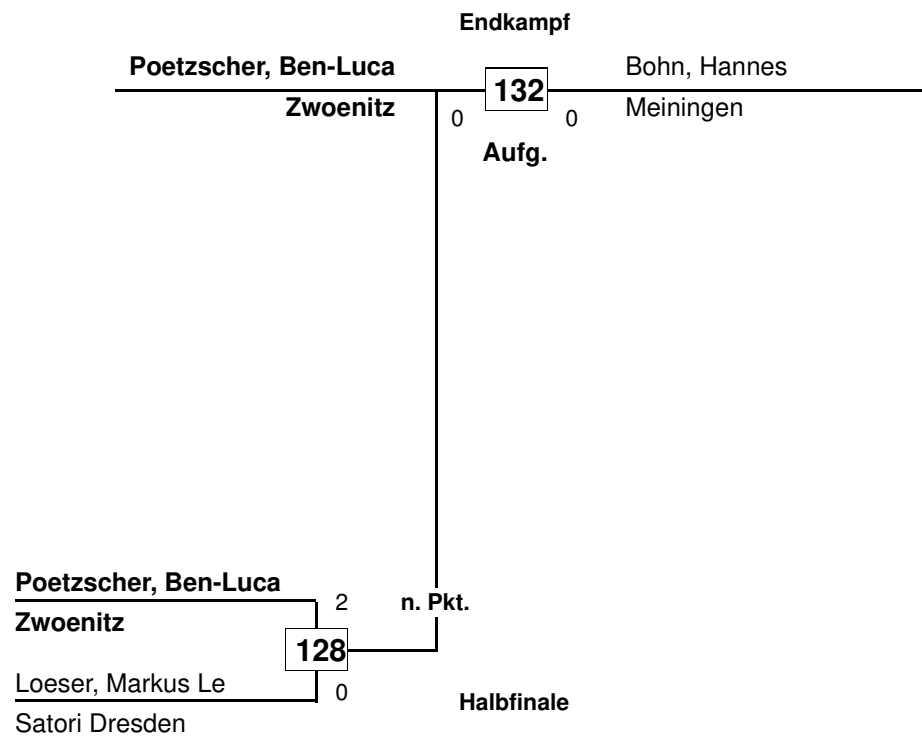 Endkampf
Poetzscher, Ben-Luca
Zwoenitz
0
132
0
Bohn, Hannes
Meiningen
Aufg.
Poetzscher, Ben-Luca
Zwoenitz
2
n. Pkt.
128
Loeser, Markus Le
Satori Dresden
0
Halbfinale